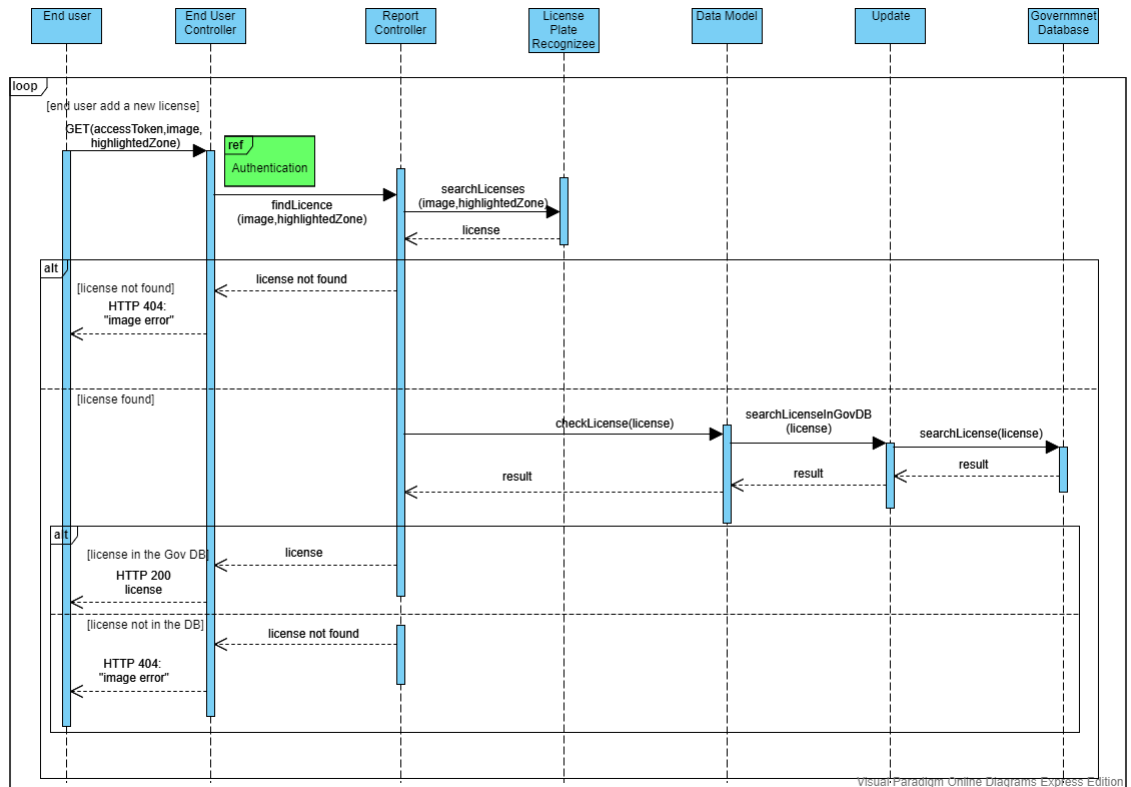 End user
End User
Controller
Report
Controller
License
Plate
Recognizee
Data Model
Update
Governmnet
Database
loop
[end user add a new license]
GET(accessToken,image,
highlightedZone)
ref
Authentication
findLicence
(image,highlightedZone)
searchLicenses
(image,highlightedZone)
license
alt
[license not found]
license not found
HTTP 404:
"image error"
[license found]
checkLicense(license)
searchLicenseInGovDB
(license)
searchLicense(license)
result
result
result
alt
[license in the Gov DB]
license
HTTP 200
license
[license not in the DB]
license not found
HTTP 404:
"image error"
Visual Paradigm Online Diagrams Express Edition